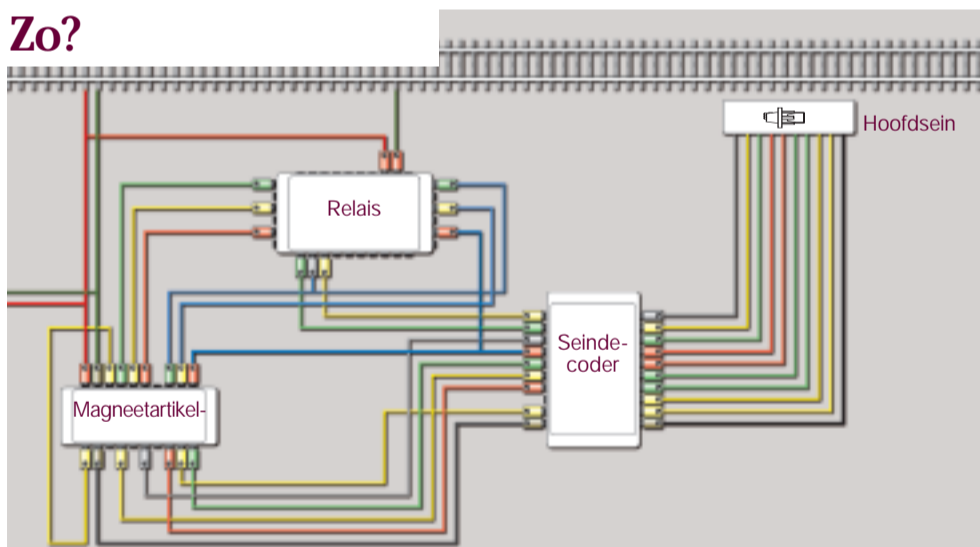 Zo?
Hoofdsein
Relais
Seinde-
coder
Magneetartikel-